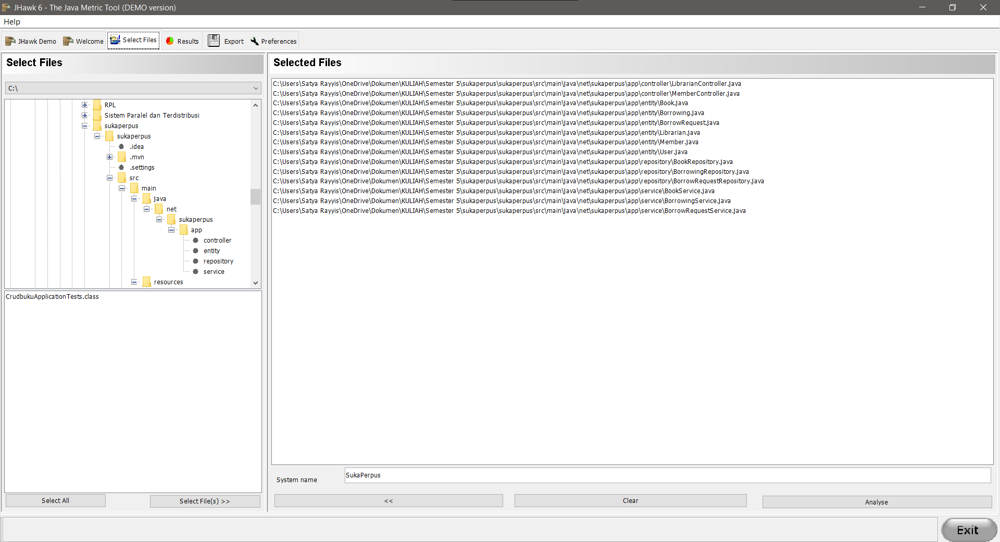 JHawk 6 - The Java Metric Tool (DEMO version)
Help
JHawk Demo
Welcome
Select Files
Results
Export
Preferences
Select Files
C:\
RPL
Sistem Paralel dan Terdistribusi
sukaperpus
sukaperpus
.idea
.mvn
.settings
src
main
java
net
sukaperpus
app
controller
entity
repository
service
resources
CrudbukuApplicationTests.class
Select All
Select File(s) >>
Selected Files
C:\Users\Satya Rayyis\OneDrive\Dokumen\KULIAH\Semester 5\sukaperpus\sukaperpus\src\main\java\net\sukaperpus\app\controller\LibrarianController.java
C:\Users\Satya Rayyis\OneDrive\Dokumen\KULIAH\Semester 5\sukaperpus\sukaperpus\src\main\java\net\sukaperpus\app\controller\MemberController.java
C:\Users\Satya Rayyis\OneDrive\Dokumen\KULIAH\Semester 5\sukaperpus\sukaperpus\src\main\java\net\sukaperpus\app\entity\Book.java
C:\Users\Satya Rayyis\OneDrive\Dokumen\KULIAH\Semester 5\sukaperpus\sukaperpus\src\main\java\net\sukaperpus\app\entity\Borrowing.java
C:\Users\Satya Rayyis\OneDrive\Dokumen\KULIAH\Semester 5\sukaperpus\sukaperpus\src\main\java\net\sukaperpus\app\entity\BorrowRequest.java
C:\Users\Satya Rayyis\OneDrive\Dokumen\KULIAH\Semester 5\sukaperpus\sukaperpus\src\main\java\net\sukaperpus\app\entity\Librarian.java
C:\Users\Satya Rayyis\OneDrive\Dokumen\KULIAH\Semester 5\sukaperpus\sukaperpus\src\main\java\net\sukaperpus\app\entity\Member.java
C:\Users\Satya Rayyis\OneDrive\Dokumen\KULIAH\Semester 5\sukaperpus\sukaperpus\src\main\java\net\sukaperpus\app\entity\User.java
C:\Users\Satya Rayyis\OneDrive\Dokumen\KULIAH\Semester 5\sukaperpus\sukaperpus\src\main\java\net\sukaperpus\app\repository\BookRepository.java
C:\Users\Satya Rayyis\OneDrive\Dokumen\KULIAH\Semester 5\sukaperpus\sukaperpus\src\main\java\net\sukaperpus\app\repository\BorrowingRepository.java
C:\Users\Satya Rayyis\OneDrive\Dokumen\KULIAH\Semester 5\sukaperpus\sukaperpus\src\main\java\net\sukaperpus\app\repository\BorrowRequestRepository.java
C:\Users\Satya Rayyis\OneDrive\Dokumen\KULIAH\Semester 5\sukaperpus\sukaperpus\src\main\java\net\sukaperpus\app\service\BookService.java
C:\Users\Satya Rayyis\OneDrive\Dokumen\KULIAH\Semester 5\sukaperpus\sukaperpus\src\main\java\net\sukaperpus\app\service\BorrowingService.java
C:\Users\Satya Rayyis\OneDrive\Dokumen\KULIAH\Semester 5\sukaperpus\sukaperpus\src\main\java\net\sukaperpus\app\service\BorrowRequestService.java
System name
SukaPerpus
<<
Clear
Analyse
Exit